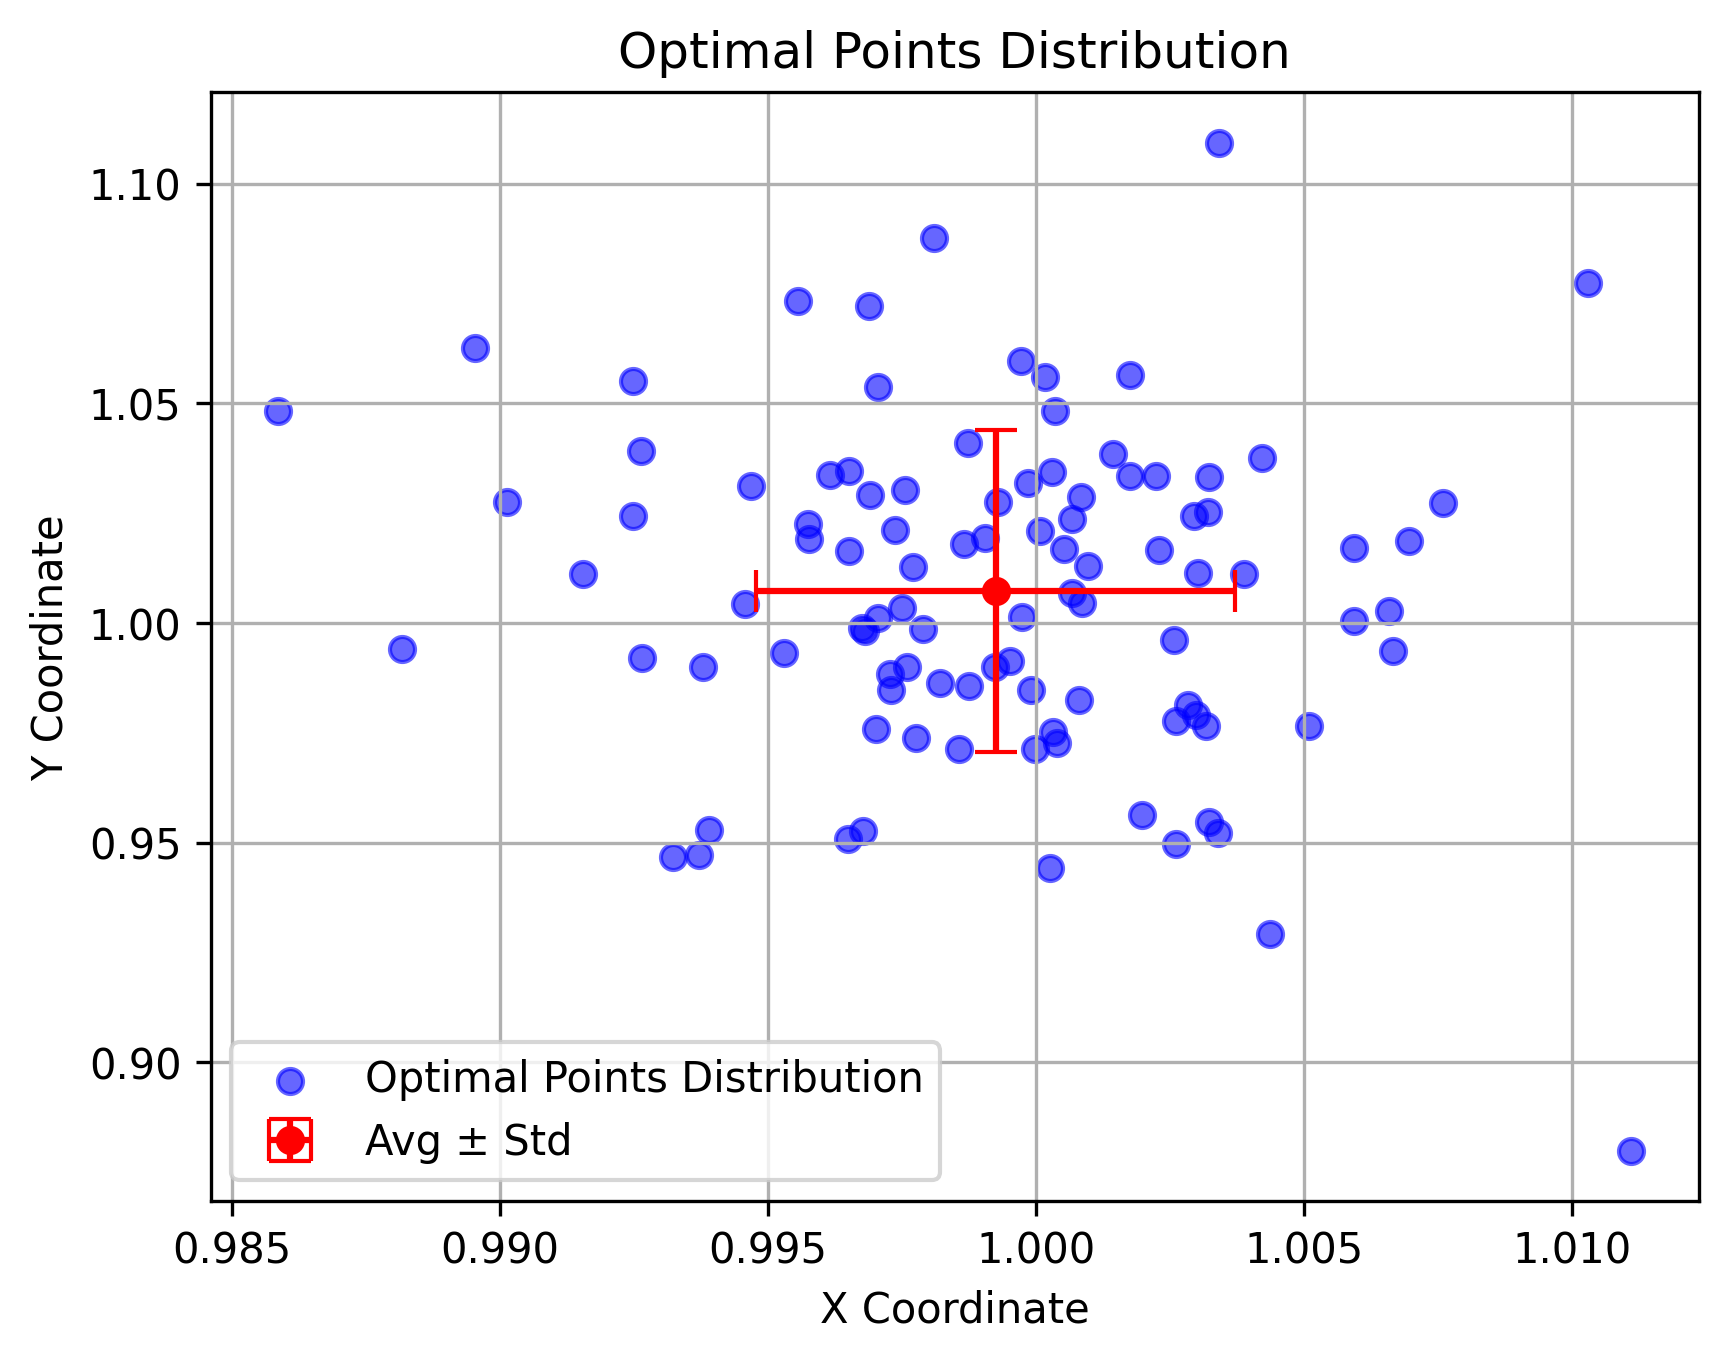 Optimal Points Distribution
1.10
1.05
1.00
0.95
0.90
Y Coordinate
Optimal Points Distribution
Avg ± Std
0.985 0.990 0.995 1.000 1.005 1.010
X Coordinate